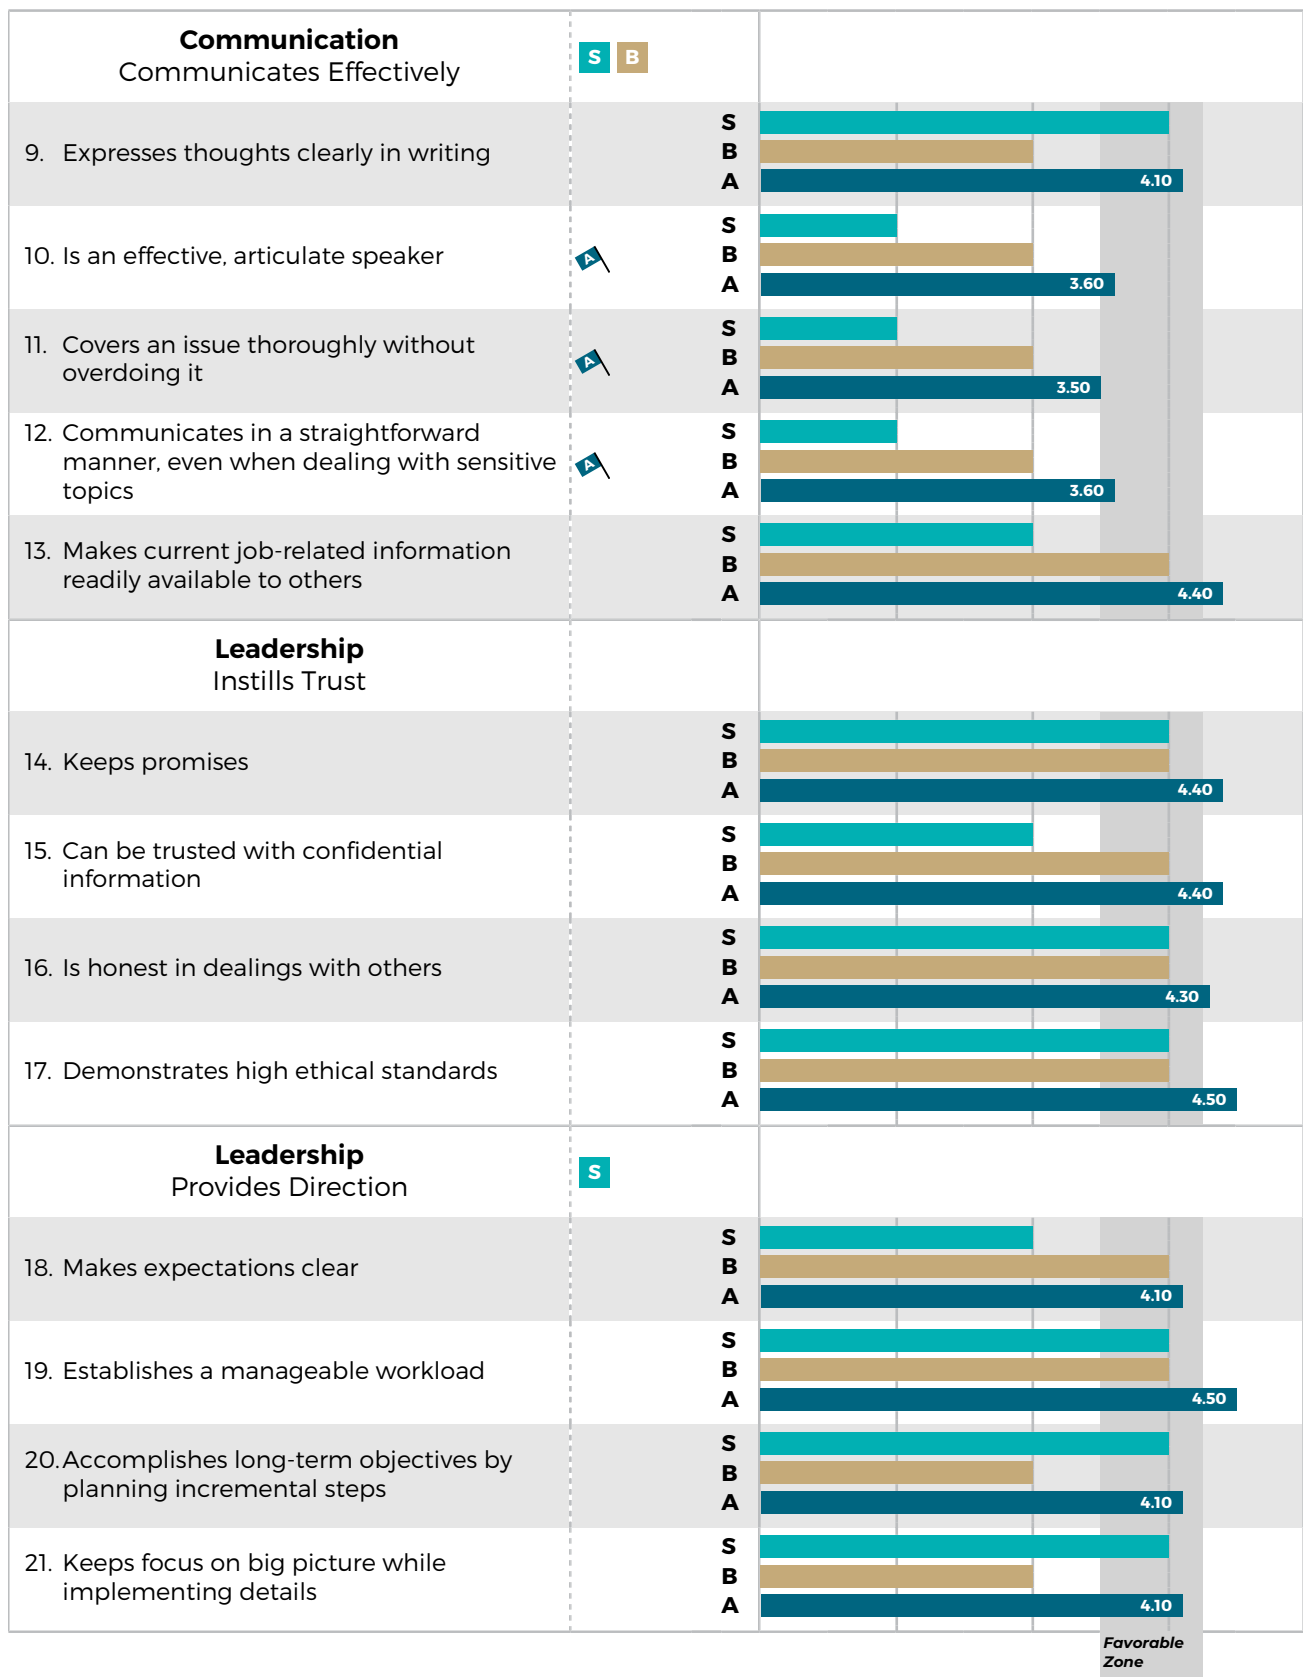 Communication
Communicates Effectively
S B
9. Expresses thoughts clearly in writing
S
B
A 4.10
10. Is an effective, articulate speaker
A
S
B
A 3.60
11. Covers an issue thoroughly without
overdoing it
A
S
B
A 3.50
12. Communicates in a straightforward
manner, even when dealing with sensitive
topics
A
S
B
A 3.60
13. Makes current job-related information
readily available to others
S
B
A 4.40
Leadership
Instills Trust
14. Keeps promises
S
B
A 4.40
15. Can be trusted with confidential
information
S
B
A 4.40
16. Is honest in dealings with others
S
B
A 4.30
17. Demonstrates high ethical standards
S
B
A 4.50
Leadership
Provides Direction
S
18. Makes expectations clear
S
B
A 4.10
19. Establishes a manageable workload
S
B
A 4.50
20. Accomplishes long-term objectives by
planning incremental steps
S
B
A 4.10
21. Keeps focus on big picture while
implementing details
S
B
A 4.10
Favorable
Zone